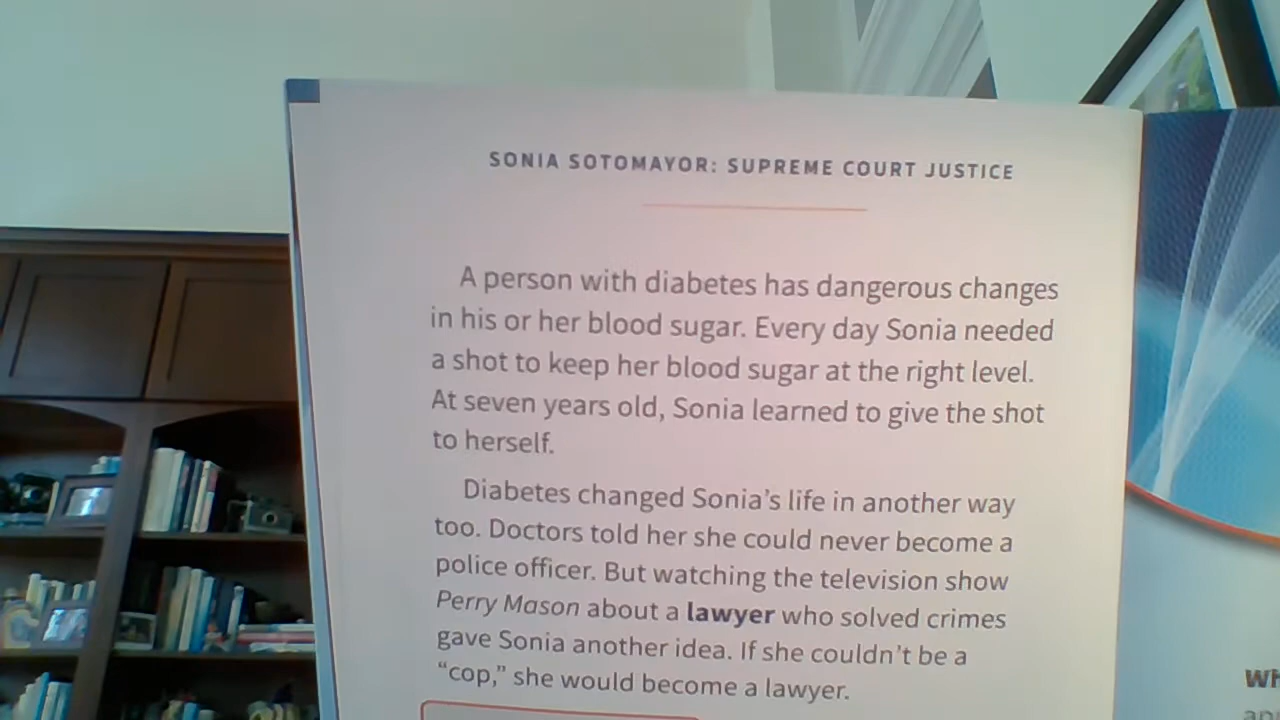 SONIA SOTOMAYOR: SUPREME COURT JUSTICE
A person with diabetes has dangerous changes
in his or her blood sugar. Every day Sonia needed
a shot to keep her blood sugar at the right level.
At seven years old, Sonia learned to give the shot
to herself.
Diabetes changed Sonia's life in another way
too. Doctors told her she could never become a
police officer. But watching the television show
Perry Mason about a lawyer who solved crimes
gave Sonia another idea. If she couldn't be a
“cop,” she would become a lawyer.